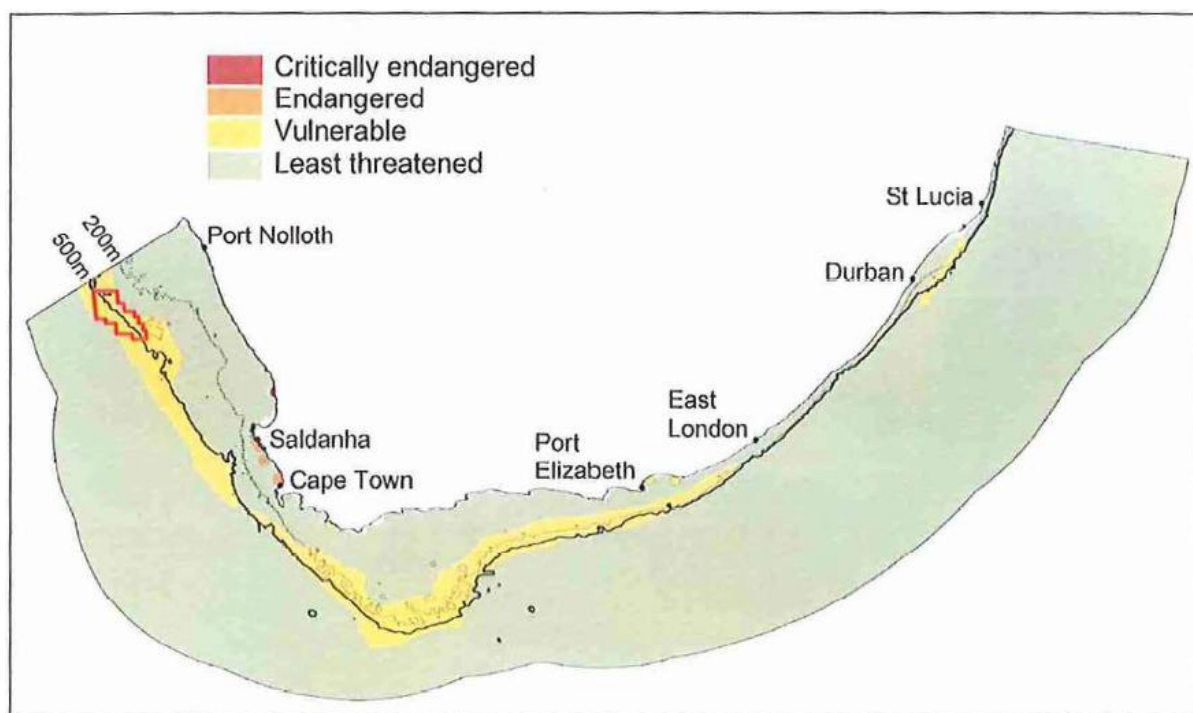 Critically endangered
Endangered
Vulnerable
Least threatened
St Lucia
200m
500m
Port Nolloth
Durban
East
London
Saldanha
Port
Elizabeth
Cape Town